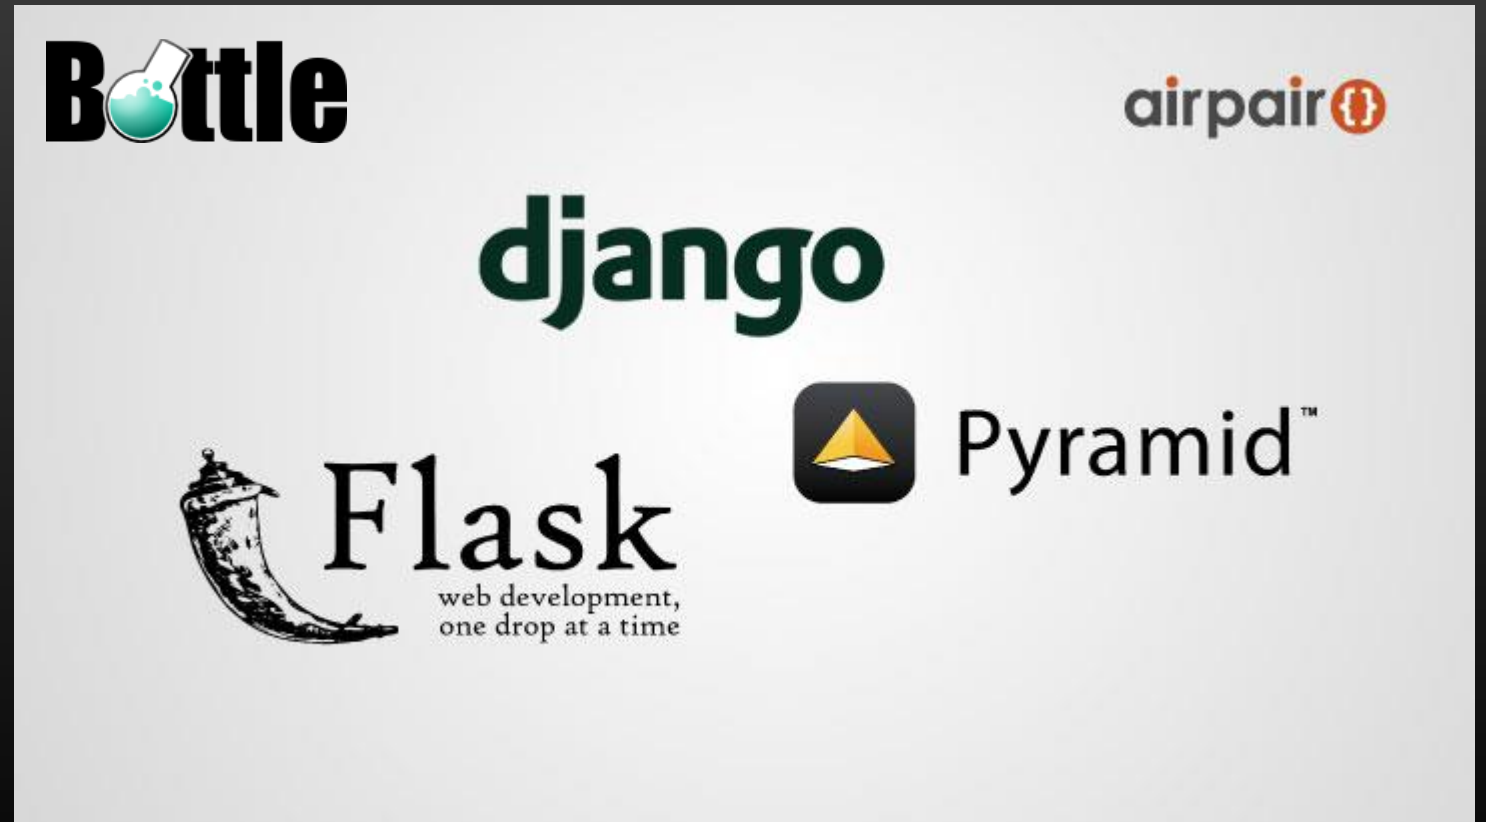 Bottle
airpair{}
django
Pyramid™
Flask
web development,
one drop at a time